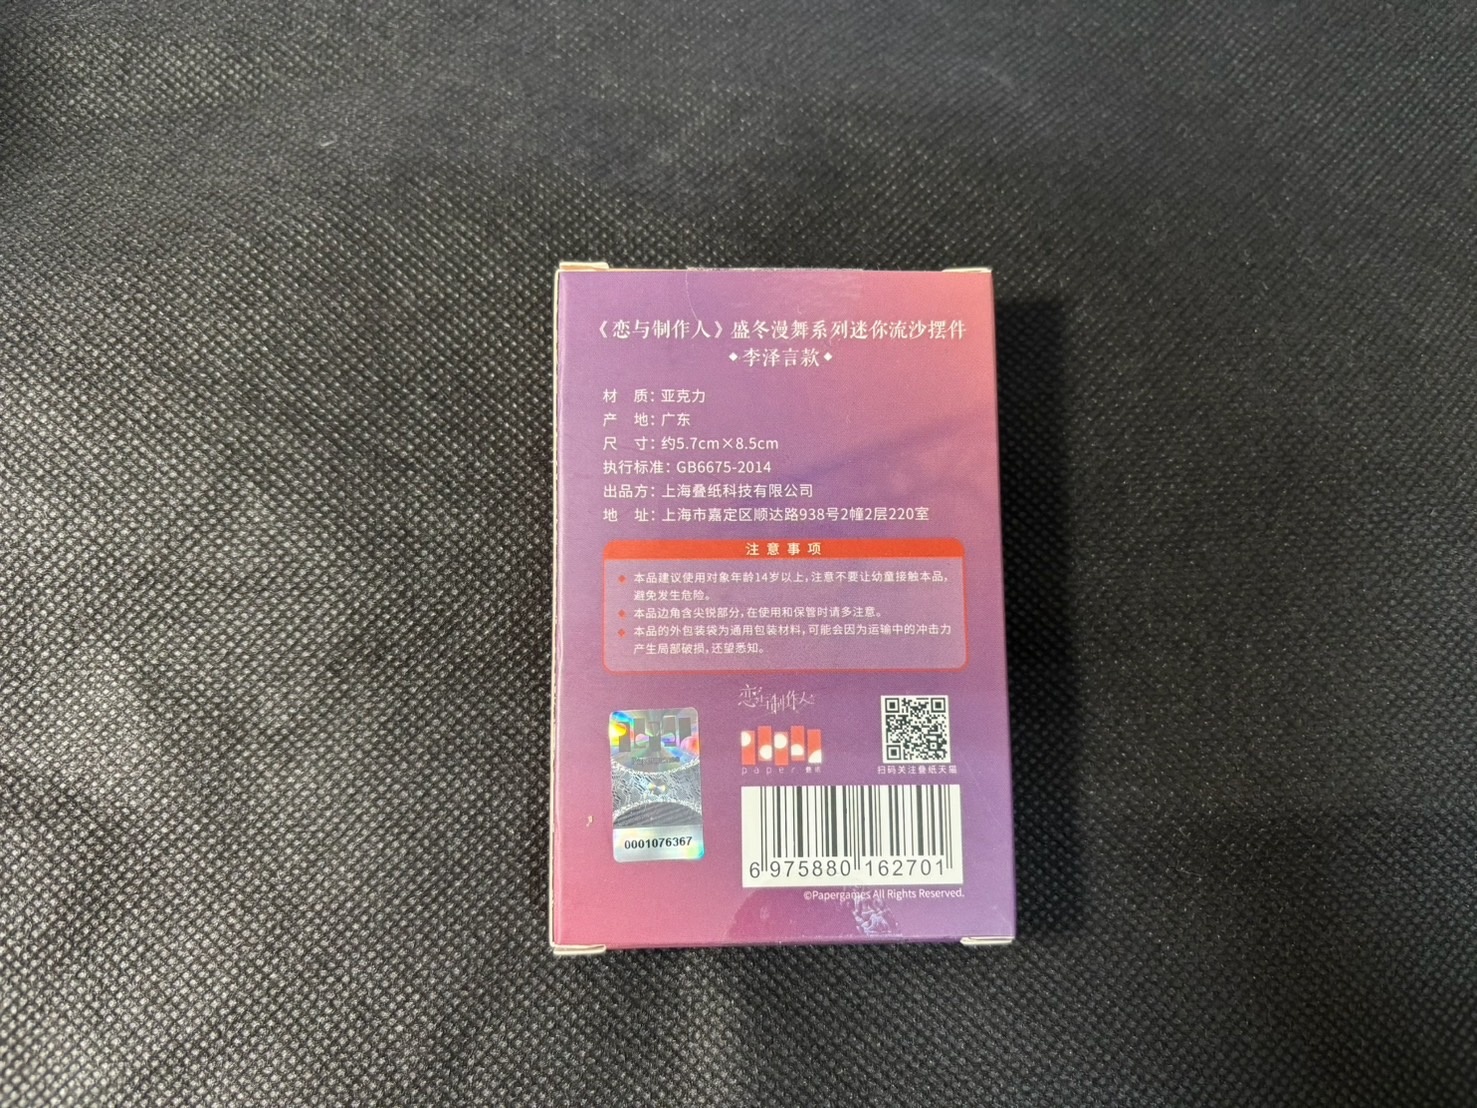 《恋与制作人》盛冬漫舞系列迷你流沙摆件
◆李泽言款◆
材　质：亚克力
产　地：广东
尺　寸：约5.7cm×8.5cm
执行标准：GB6675-2014
出品方：上海叠纸科技有限公司
地　址：上海市嘉定区顺达路938号2幢2层220室
注意事项
◆ 本品建议使用对象年龄14岁以上，注意不要让幼童接触本品，
避免发生危险。
◆ 本品边角含尖锐部分，在使用和保管时请多注意。
◆ 本品的外包装袋为通用包装材料，可能会因为运输中的冲击力
产生局部破损，还望悉知。
恋与制作人
paper 叠纸
扫码关注叠纸天猫
0001076367
6 975880 162701
©Papergames All Rights Reserved.